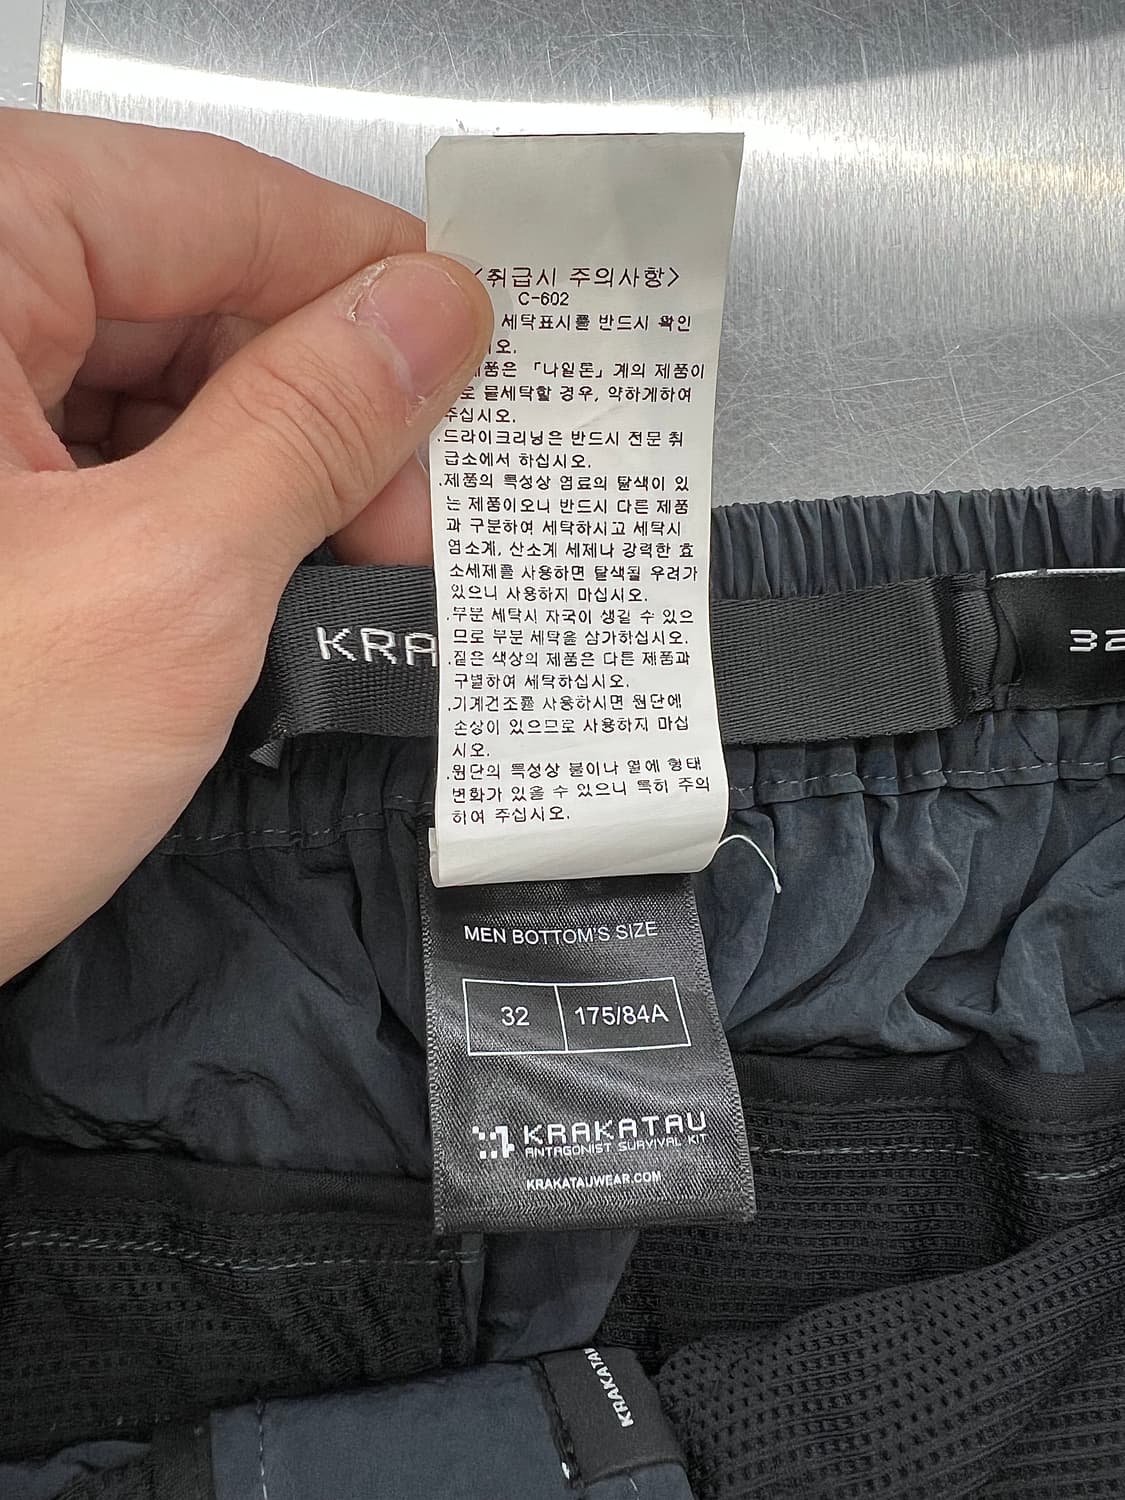 <취급시 주의사항>
C-602
세탁표시를 반드시 확인
오.
제품은 「나일론」 계의 제품이
로 물세탁할 경우, 약하게하여
주십시오.
.드라이크리닝은 반드시 전문 취
급소에서 하십시오.
.제품의 특성상 염료의 탈색이 있
는 제품이오니 반드시 다른 제품
과 구분하여 세탁하시고 세탁시
염소계, 산소계 세제나 강력한 효
소세제를 사용하면 탈색될 우려가
있으니 사용하지 마십시오.
.부분 세탁시 자국이 생길 수 있으
므로 부분 세탁을 삼가하십시오.
.짙은 색상의 제품은 다른 제품과
구별하여 세탁하십시오.
.기계건조를 사용하시면 원단에
손상이 있으므로 사용하지 마십
시오.
.원단의 특성상 불이나 열에 형태
변화가 있을 수 있으니 특히 주의
하여 주십시오.
KRA
32
MEN BOTTOM'S SIZE
32 175/84A
KRAKATAU
ANTAGONIST SURVIVAL KIT
KRAKATAUWEAR.COM
KRAKATAU